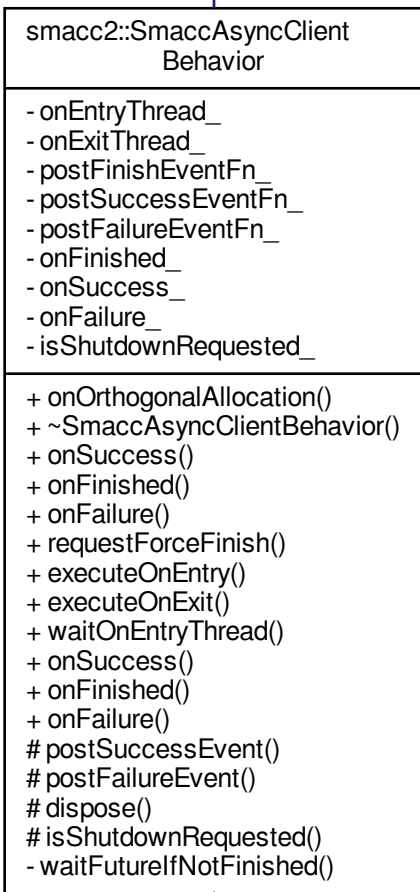 smacc2::SmaccAsyncClient
Behavior
- onEntryThread_
- onExitThread_
- postFinishEventFn_
- postSuccessEventFn_
- postFailureEventFn_
- onFinished_
- onSuccess_
- onFailure_
- isShutdownRequested_
+ onOrthogonalAllocation()
+ ~SmaccAsyncClientBehavior()
+ onSuccess()
+ onFinished()
+ onFailure()
+ requestForceFinish()
+ executeOnEntry()
+ executeOnExit()
+ waitOnEntryThread()
+ onSuccess()
+ onFinished()
+ onFailure()
# postSuccessEvent()
# postFailureEvent()
# dispose()
# isShutdownRequested()
- waitFutureIfNotFinished()